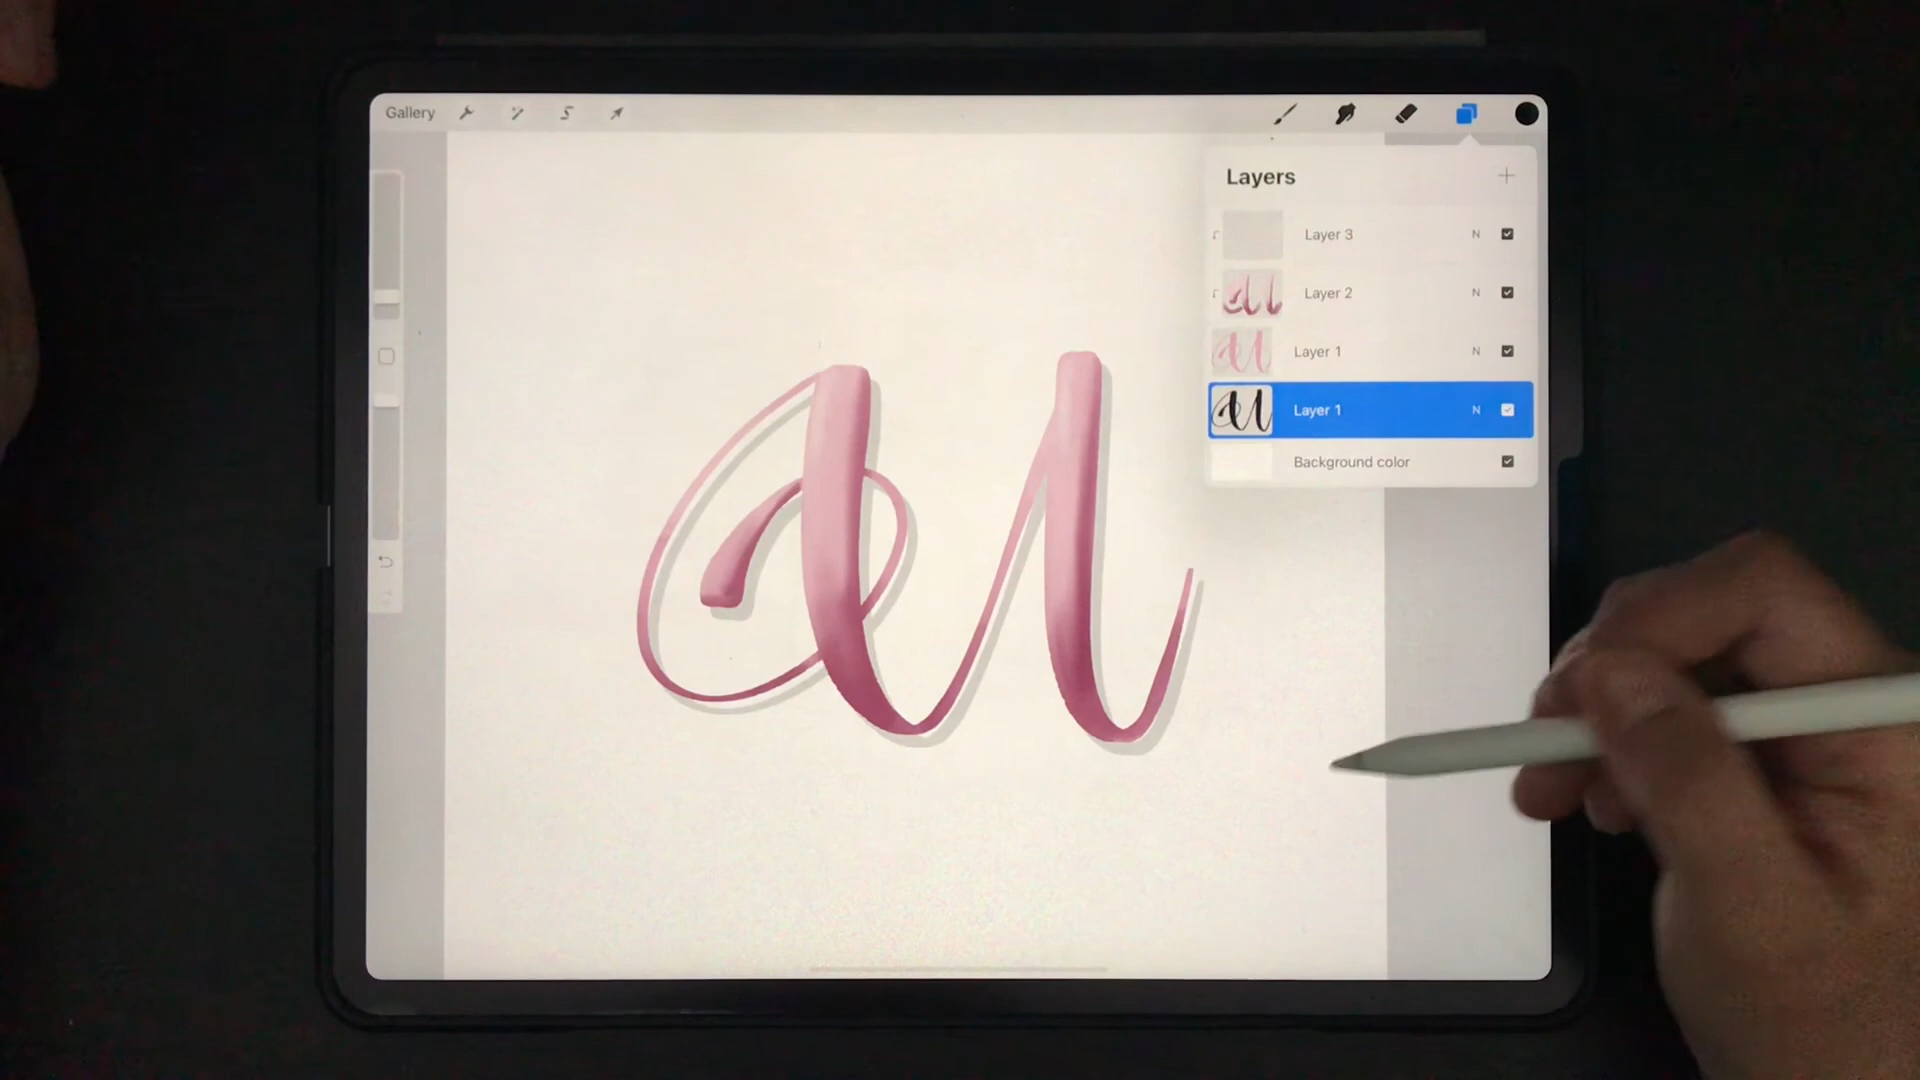 Gallery
Layers
Layer 3 N
Layer 2 N
Layer 1 N
Layer 1 N
Background color
U